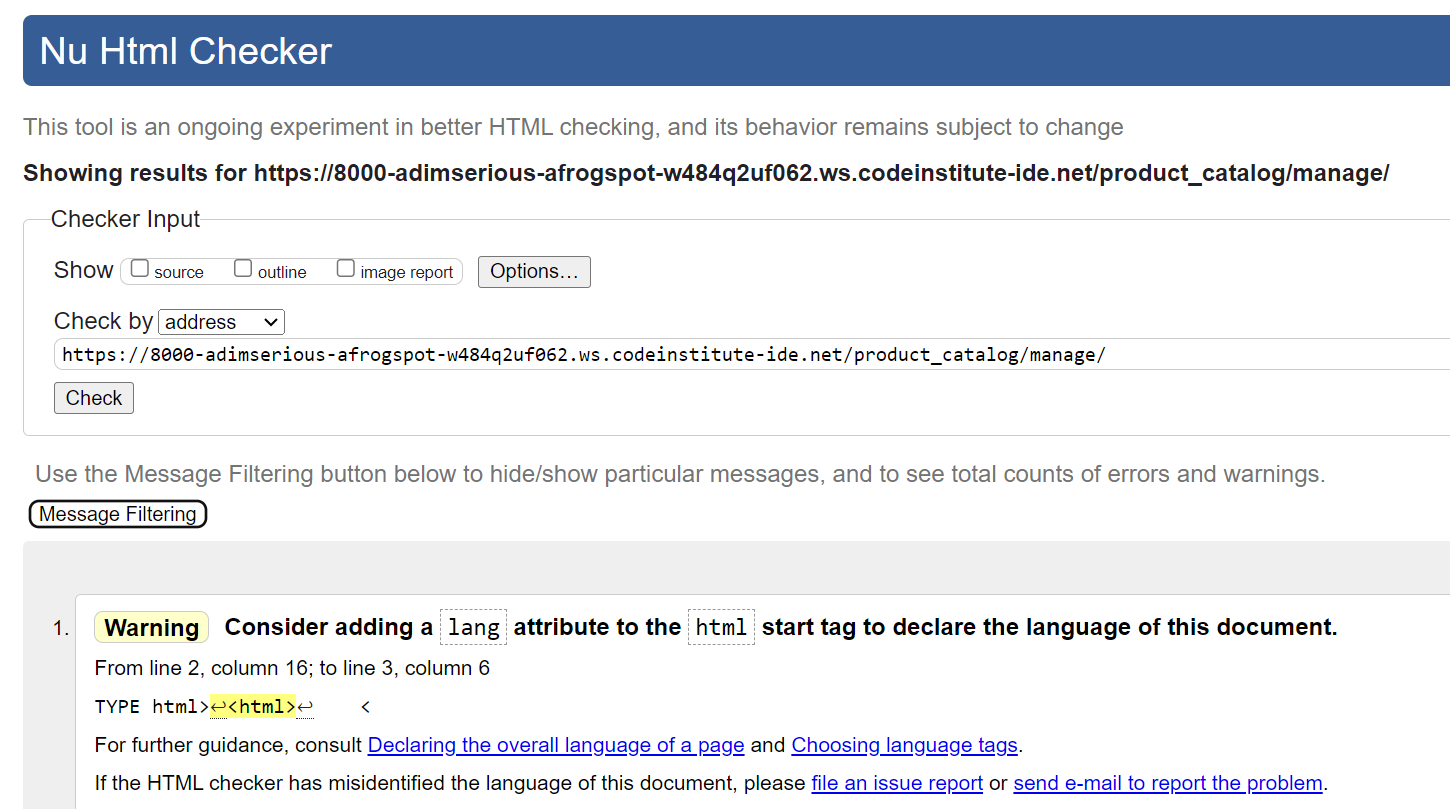 Nu Html Checker
This tool is an ongoing experiment in better HTML checking, and its behavior remains subject to change
Showing results for https://8000-adimserious-afrogspot-w484q2uf062.ws.codeinstitute-ide.net/product_catalog/manage/
Checker Input
Show source outline image report Options...
Check by address
https://8000-adimserious-afrogspot-w484q2uf062.ws.codeinstitute-ide.net/product_catalog/manage/
Check
Use the Message Filtering button below to hide/show particular messages, and to see total counts of errors and warnings.
Message Filtering
1. Warning Consider adding a lang attribute to the html start tag to declare the language of this document.
From line 2, column 16; to line 3, column 6
TYPE html>↩<html>↩    <
For further guidance, consult Declaring the overall language of a page and Choosing language tags.
If the HTML checker has misidentified the language of this document, please file an issue report or send e-mail to report the problem.